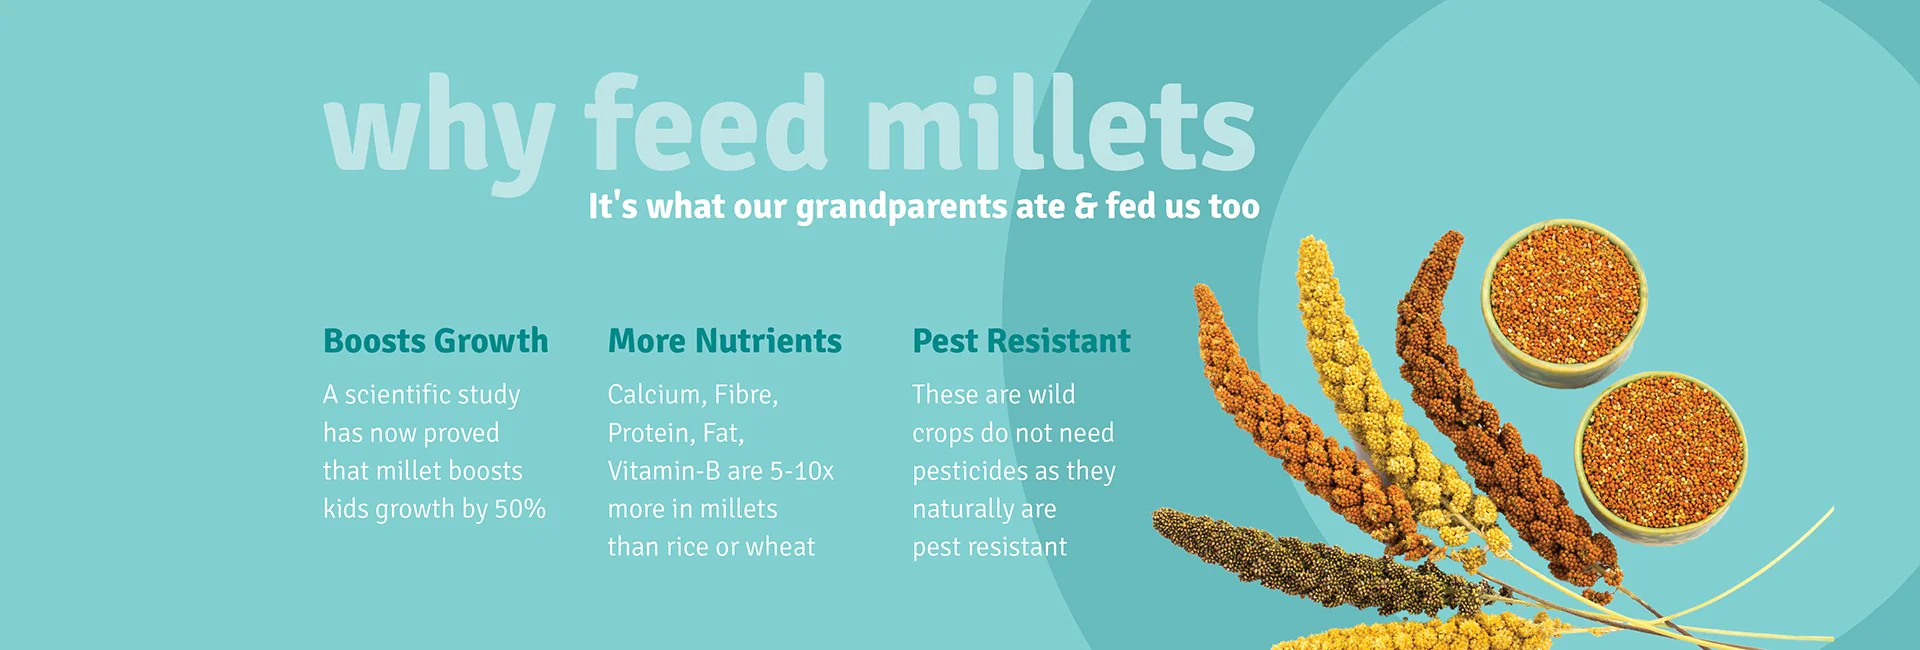 why feed millets
It's what our grandparents ate & fed us too
Boosts Growth
A scientific study
has now proved
that millet boosts
kids growth by 50%
More Nutrients
Calcium, Fibre,
Protein, Fat,
Vitamin-B are 5-10x
more in millets
than rice or wheat
Pest Resistant
These are wild
crops do not need
pesticides as they
naturally are
pest resistant